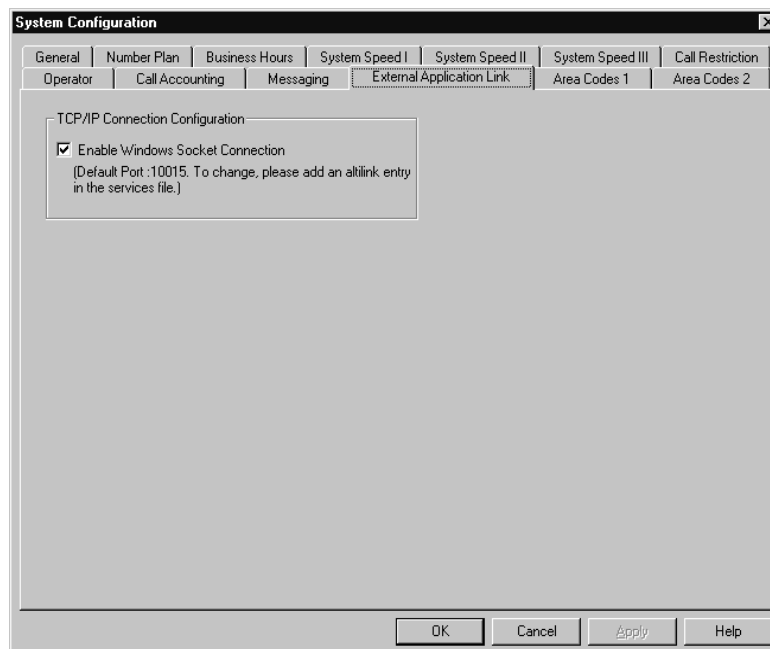 System Configuration
General Number Plan Business Hours System Speed I System Speed II System Speed III Call Restriction
Operator Call Accounting Messaging External Application Link Area Codes 1 Area Codes 2
TCP/IP Connection Configuration
Enable Windows Socket Connection
(Default Port :10015. To change, please add an altilink entry
in the services file.)
OK Cancel Apply Help